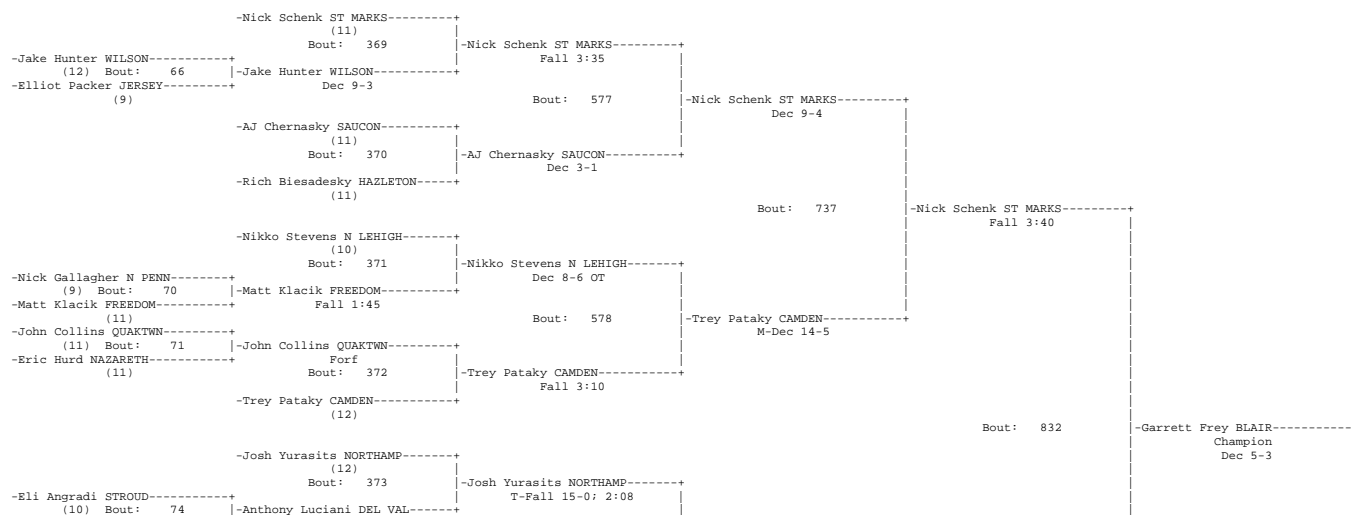 -Nick Schenk ST MARKS---------+
(11)
Bout: 369 |-Nick Schenk ST MARKS---------+
-Jake Hunter WILSON-----------+ Fall 3:35
(12) Bout: 66 |-Jake Hunter WILSON-----------+
-Elliot Packer JERSEY---------+ Dec 9-3
(9) Bout: 577 |-Nick Schenk ST MARKS---------+
Dec 9-4
-AJ Chernasky SAUCON----------+
(11)
Bout: 370 |-AJ Chernasky SAUCON----------+
Dec 3-1
-Rich Biesadesky HAZLETON-----+
(11)
Bout: 737 |-Nick Schenk ST MARKS---------+
Fall 3:40
-Nikko Stevens N LEHIGH-------+
(10)
Bout: 371 |-Nikko Stevens N LEHIGH-------+
-Nick Gallagher N PENN--------+ Dec 8-6 OT
(9) Bout: 70 |-Matt Klacik FREEDOM----------+
-Matt Klacik FREEDOM----------+ Fall 1:45
(11) Bout: 578 |-Trey Pataky CAMDEN-----------+
-John Collins QUAKTWN---------+ M-Dec 14-5
(11) Bout: 71 |-John Collins QUAKTWN---------+
-Eric Hurd NAZARETH-----------+ Forf
(11) Bout: 372 |-Trey Pataky CAMDEN-----------+
Fall 3:10
-Trey Pataky CAMDEN-----------+
(12)
Bout: 832 |-Garrett Frey BLAIR-----------
Champion
-Josh Yurasits NORTHAMP-------+ Dec 5-3
(12)
Bout: 373 |-Josh Yurasits NORTHAMP-------+
-Eli Angradi STROUD-----------+ T-Fall 15-0; 2:08
(10) Bout: 74 |-Anthony Luciani DEL VAL------+